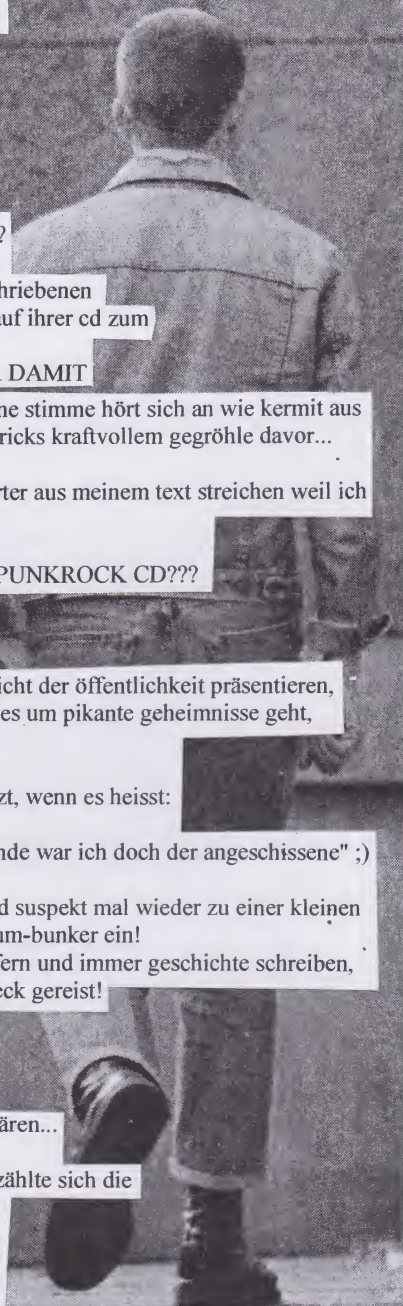 ?
hriebenen
auf ihrer cd zum
DAMIT
ne stimme hört sich an wie kermit aus
ricks kraftvollem gegröhle davor...
rter aus meinem text streichen weil ich
PUNKROCK CD???
icht der öffentlichkeit präsentieren,
es um pikante geheimnisse geht,
zt, wenn es heisst:
nde war ich doch der angeschissene" ;)
d suspekt mal wieder zu einer kleinen
um-bunker ein!
fern und immer geschichte schreiben,
eck gereist!
ären...
zählte sich die